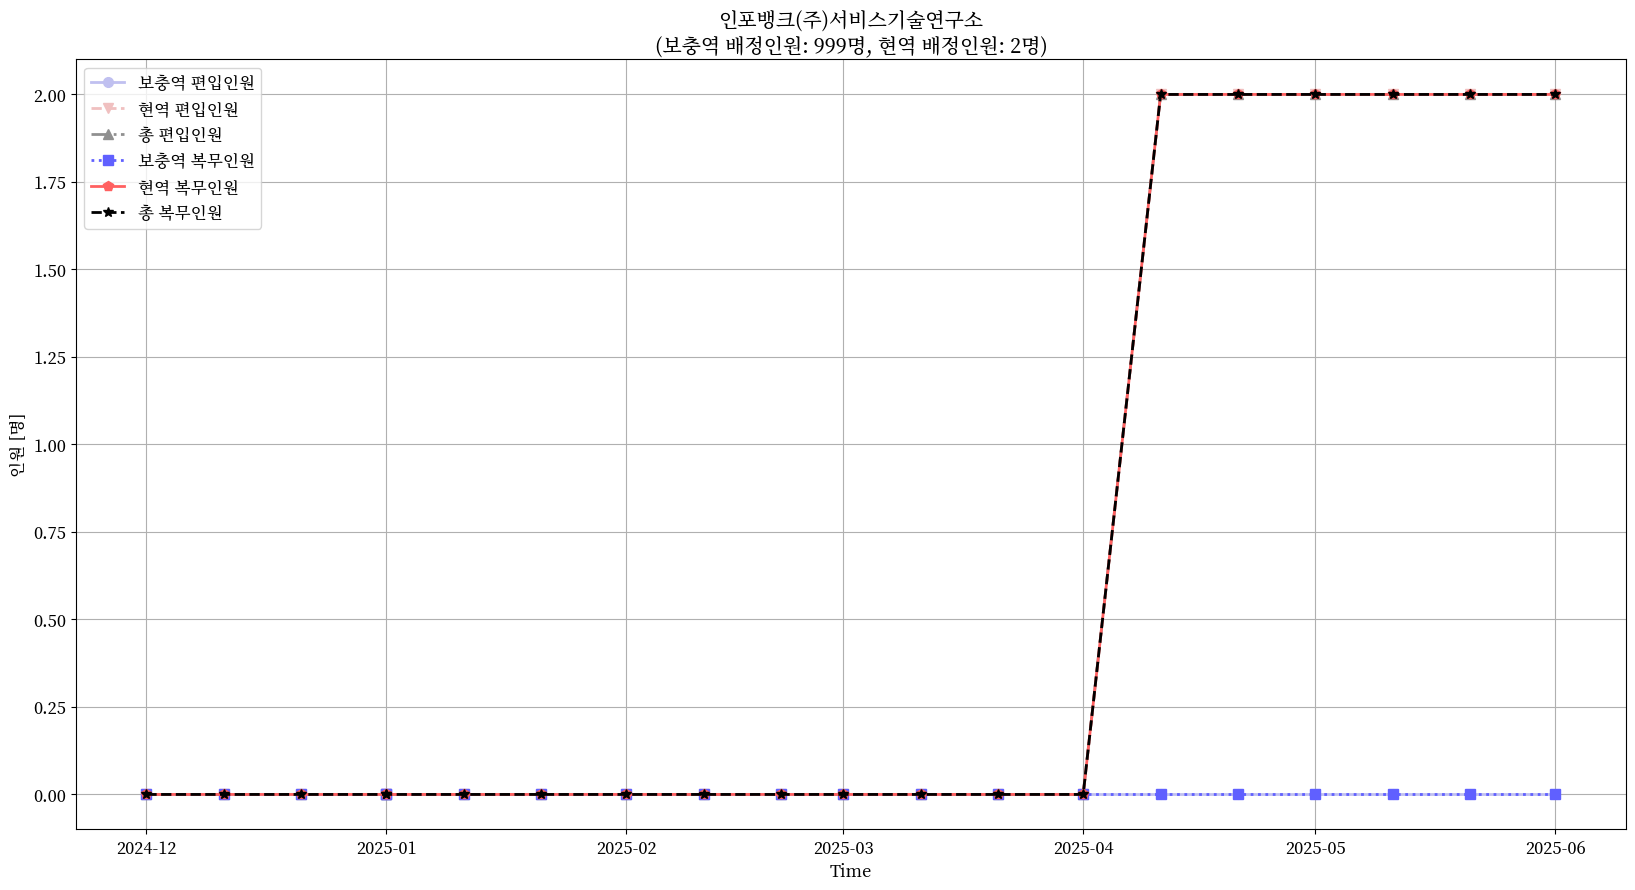 인포뱅크(주)서비스기술연구소
(보충역 배정인원: 999명, 현역 배정인원: 2명)
보충역 편입인원
현역 편입인원
총 편입인원
보충역 복무인원
현역 복무인원
총 복무인원
인원 [명]
2.00
1.75
1.50
1.25
1.00
0.75
0.50
0.25
0.00
2024-12
2025-01
2025-02
2025-03
2025-04
2025-05
2025-06
Time